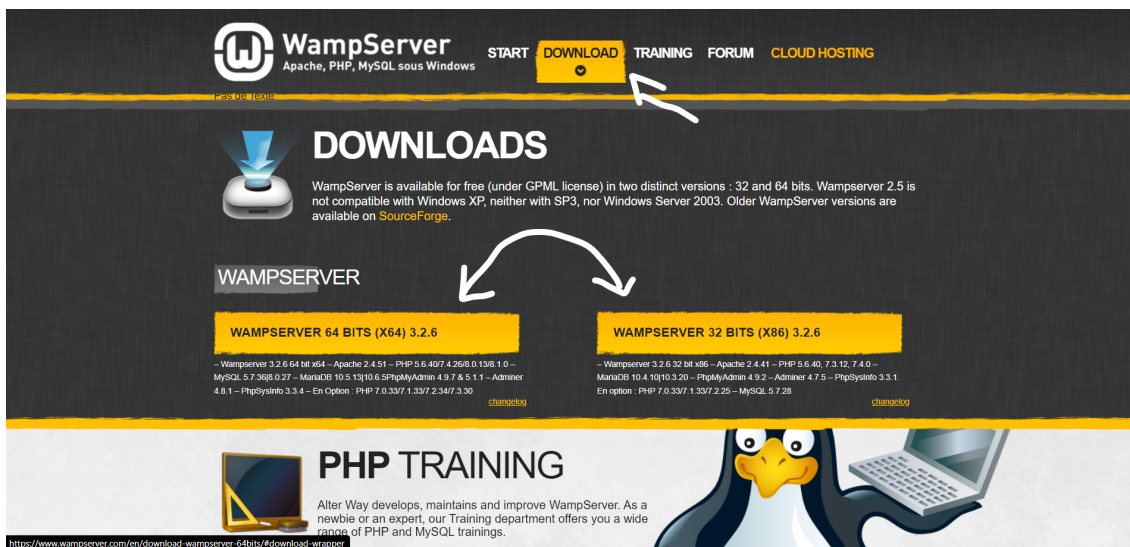 WampServer
Apache, PHP, MySQL sous Windows
START DOWNLOAD TRAINING FORUM CLOUD HOSTING
Pas de Texte
DOWNLOADS
WampServer is available for free (under GPML license) in two distinct versions : 32 and 64 bits. Wampserver 2.5 is
not compatible with Windows XP, neither with SP3, nor Windows Server 2003. Older WampServer versions are
available on SourceForge.
WAMPSERVER
WAMPSERVER 64 BITS (X64) 3.2.6
– Wampserver 3.2.6 64 bit x64 – Apache 2.4.51 – PHP 5.6.40/7.4.26/8.0.13/8.1.0 –
MySQL 5.7.36|8.0.27 – MariaDB 10.5.13|10.6.5PhpMyAdmin 4.9.7 & 5.1.1 – Adminer
4.8.1 – PhpSysInfo 3.3.4 – En Option : PHP 7.0.33/7.1.33/7.2.34/7.3.30
changelog
WAMPSERVER 32 BITS (X86) 3.2.6
– Wampserver 3.2.6 32 bit x86 – Apache 2.4.41 – PHP 5.6.40, 7.3.12, 7.4.0 –
MariaDB 10.4.10|10.3.20 – PhpMyAdmin 4.9.2 – Adminer 4.7.5 – PhpSysInfo 3.3.1.
En option : PHP 7.0.33/7.1.33/7.2.25 – MySQL 5.7.28
changelog
PHP TRAINING
Alter Way develops, maintains and improve WampServer. As a
newbie or an expert, our Training department offers you a wide
range of PHP and MySQL trainings.
https://www.wampserver.com/en/download-wampserver-64bits/#download-wrapper